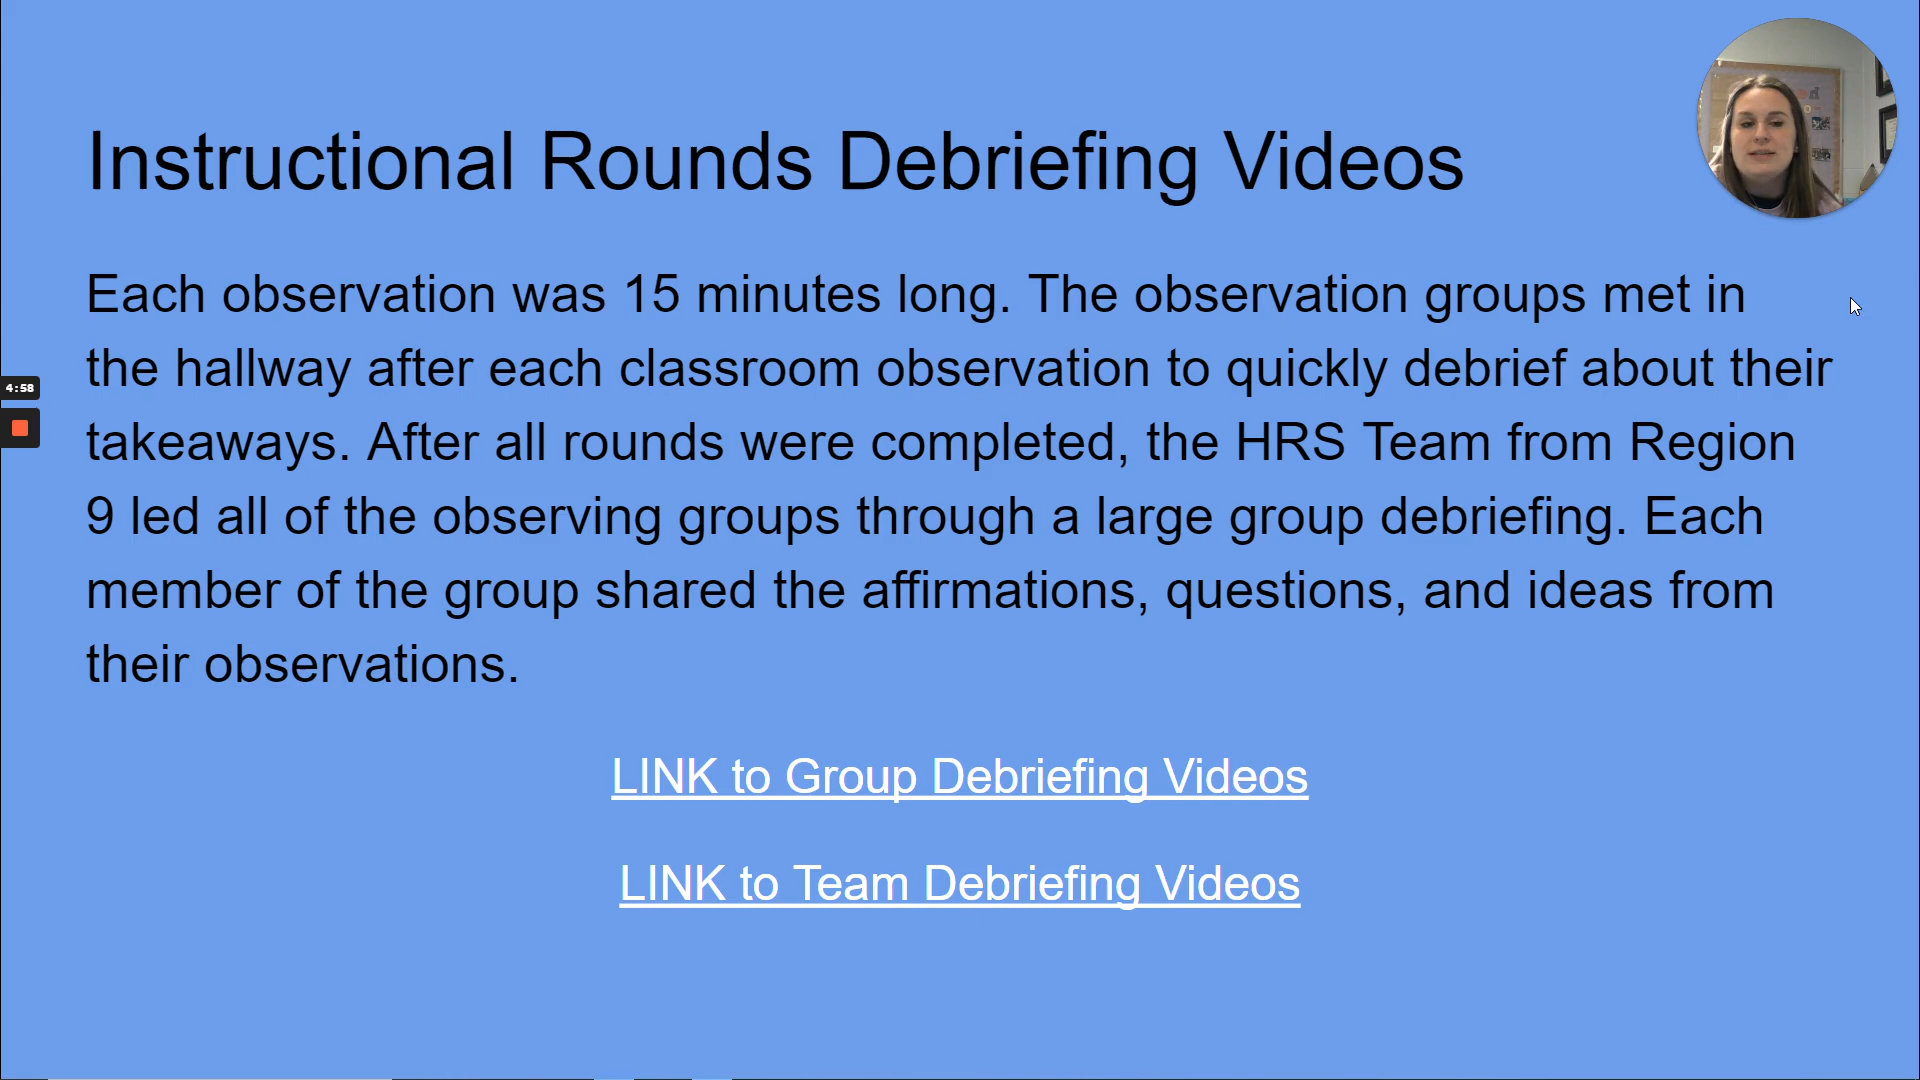 Instructional Rounds Debriefing Videos
Each observation was 15 minutes long. The observation groups met in
the hallway after each classroom observation to quickly debrief about their
takeaways. After all rounds were completed, the HRS Team from Region
9 led all of the observing groups through a large group debriefing. Each
member of the group shared the affirmations, questions, and ideas from
their observations.
LINK to Group Debriefing Videos
LINK to Team Debriefing Videos
4:58